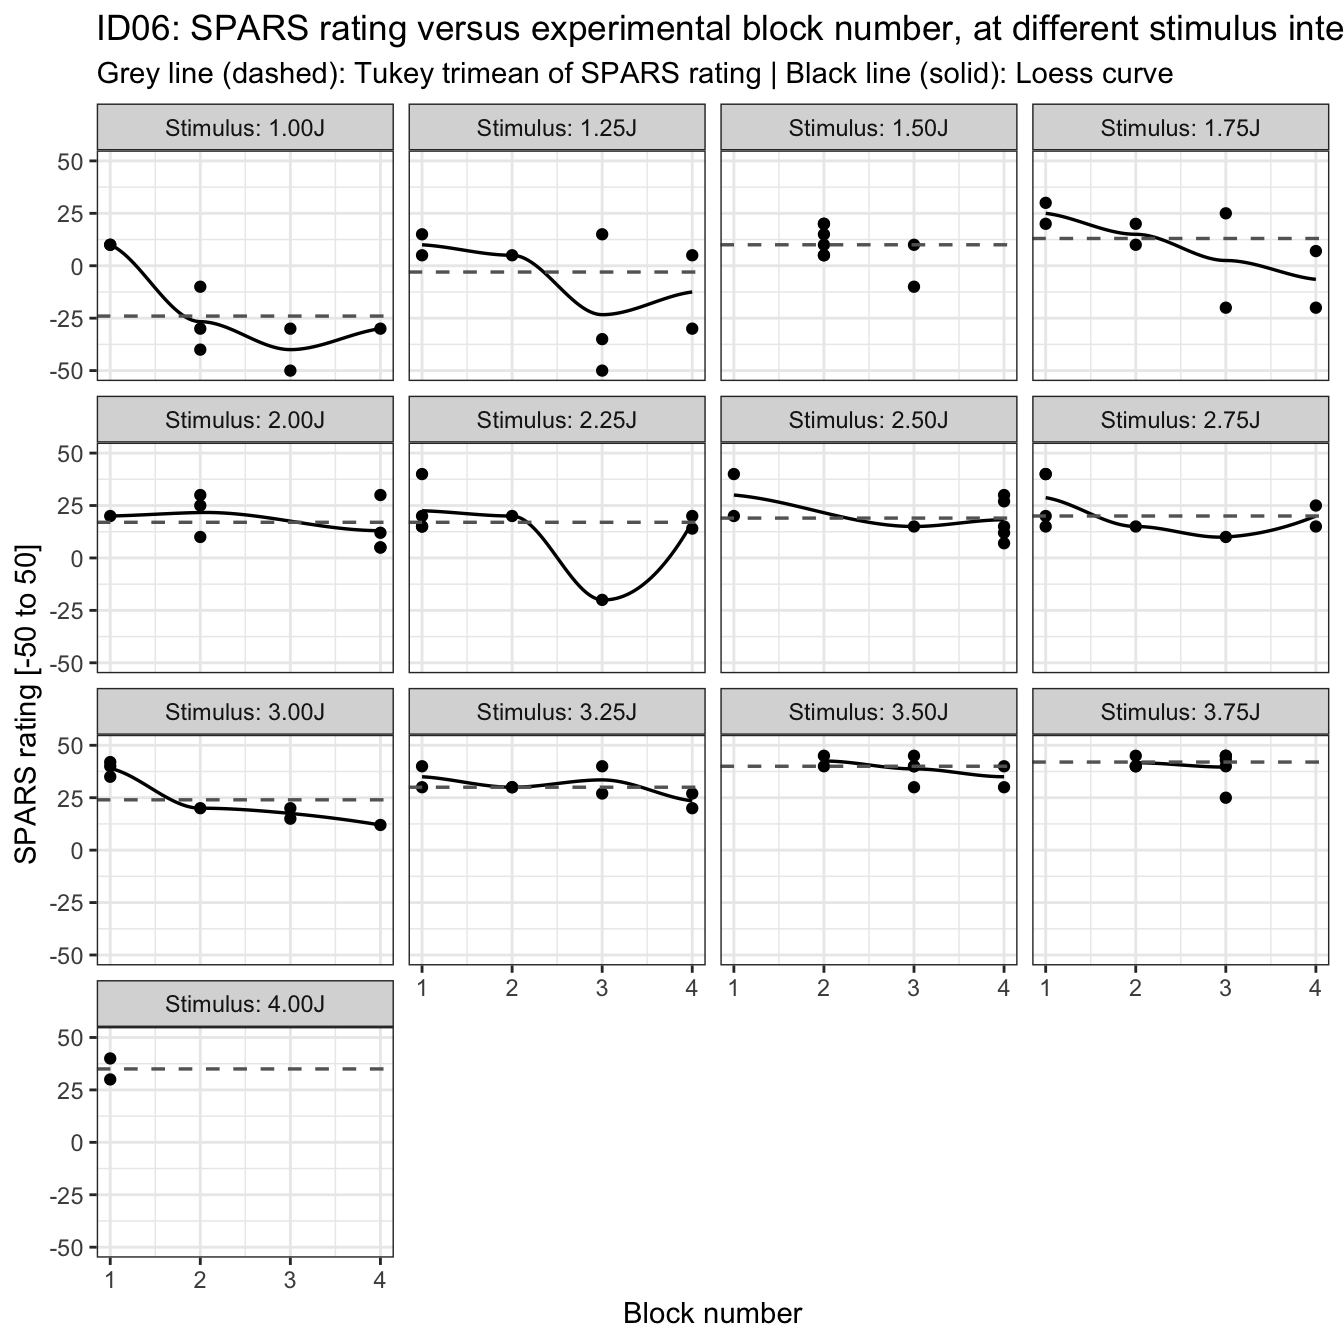 ID06: SPARS rating versus experimental block number, at different stimulus inte
Grey line (dashed): Tukey trimean of SPARS rating | Black line (solid): Loess curve
Stimulus: 1.00J
Stimulus: 1.25J
Stimulus: 1.50J
Stimulus: 1.75J
50
25
0
-25
-50
Stimulus: 2.00J
Stimulus: 2.25J
Stimulus: 2.50J
Stimulus: 2.75J
50
25
0
-25
-50
SPARS rating [-50 to 50]
Stimulus: 3.00J
Stimulus: 3.25J
Stimulus: 3.50J
Stimulus: 3.75J
50
25
0
-25
-50
1 2 3 4
1 2 3 4
1 2 3 4
Stimulus: 4.00J
50
25
0
-25
-50
1 2 3 4
Block number